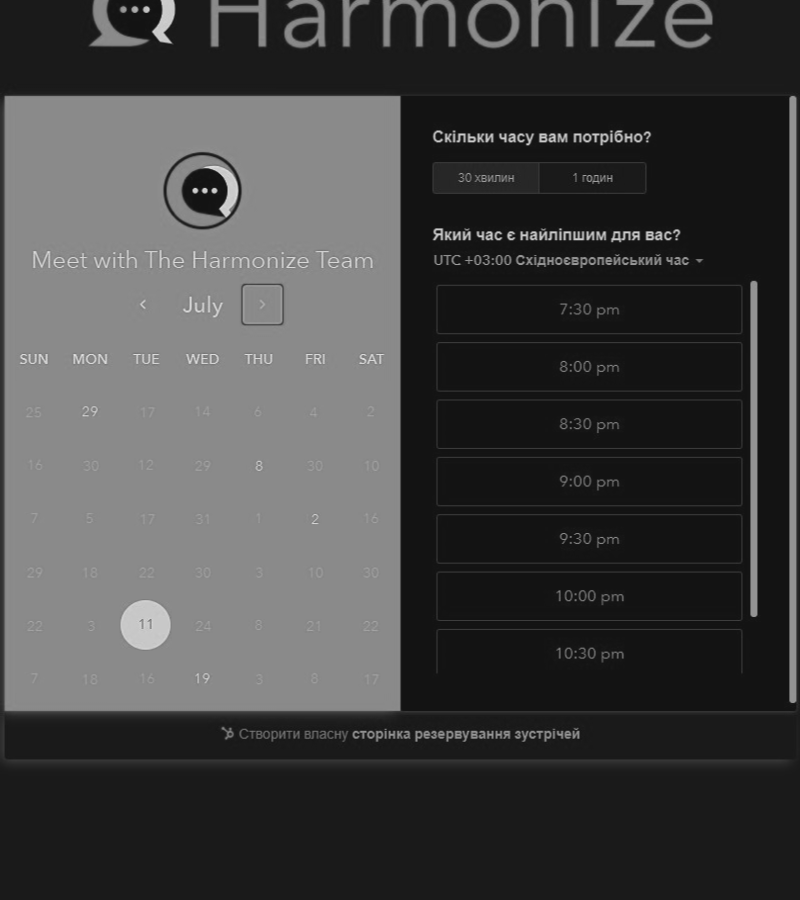 Harmonize
Meet with The Harmonize Team
July
SUN MON TUE WED THU FRI SAT
25 29 17 14 6 4 2
16 30 12 29 8 30 10
7 5 17 31 1 2 16
29 18 22 30 3 10 30
22 3 11 24 8 21 22
7 18 16 19 3 8 17
Скільки часу вам потрібно?
30 хвилин 1 годин
Який час є найліпшим для вас?
UTC +03:00 Східноєвропейський час
7:30 pm
8:00 pm
8:30 pm
9:00 pm
9:30 pm
10:00 pm
10:30 pm
Створити власну сторінка резервування зустрічей